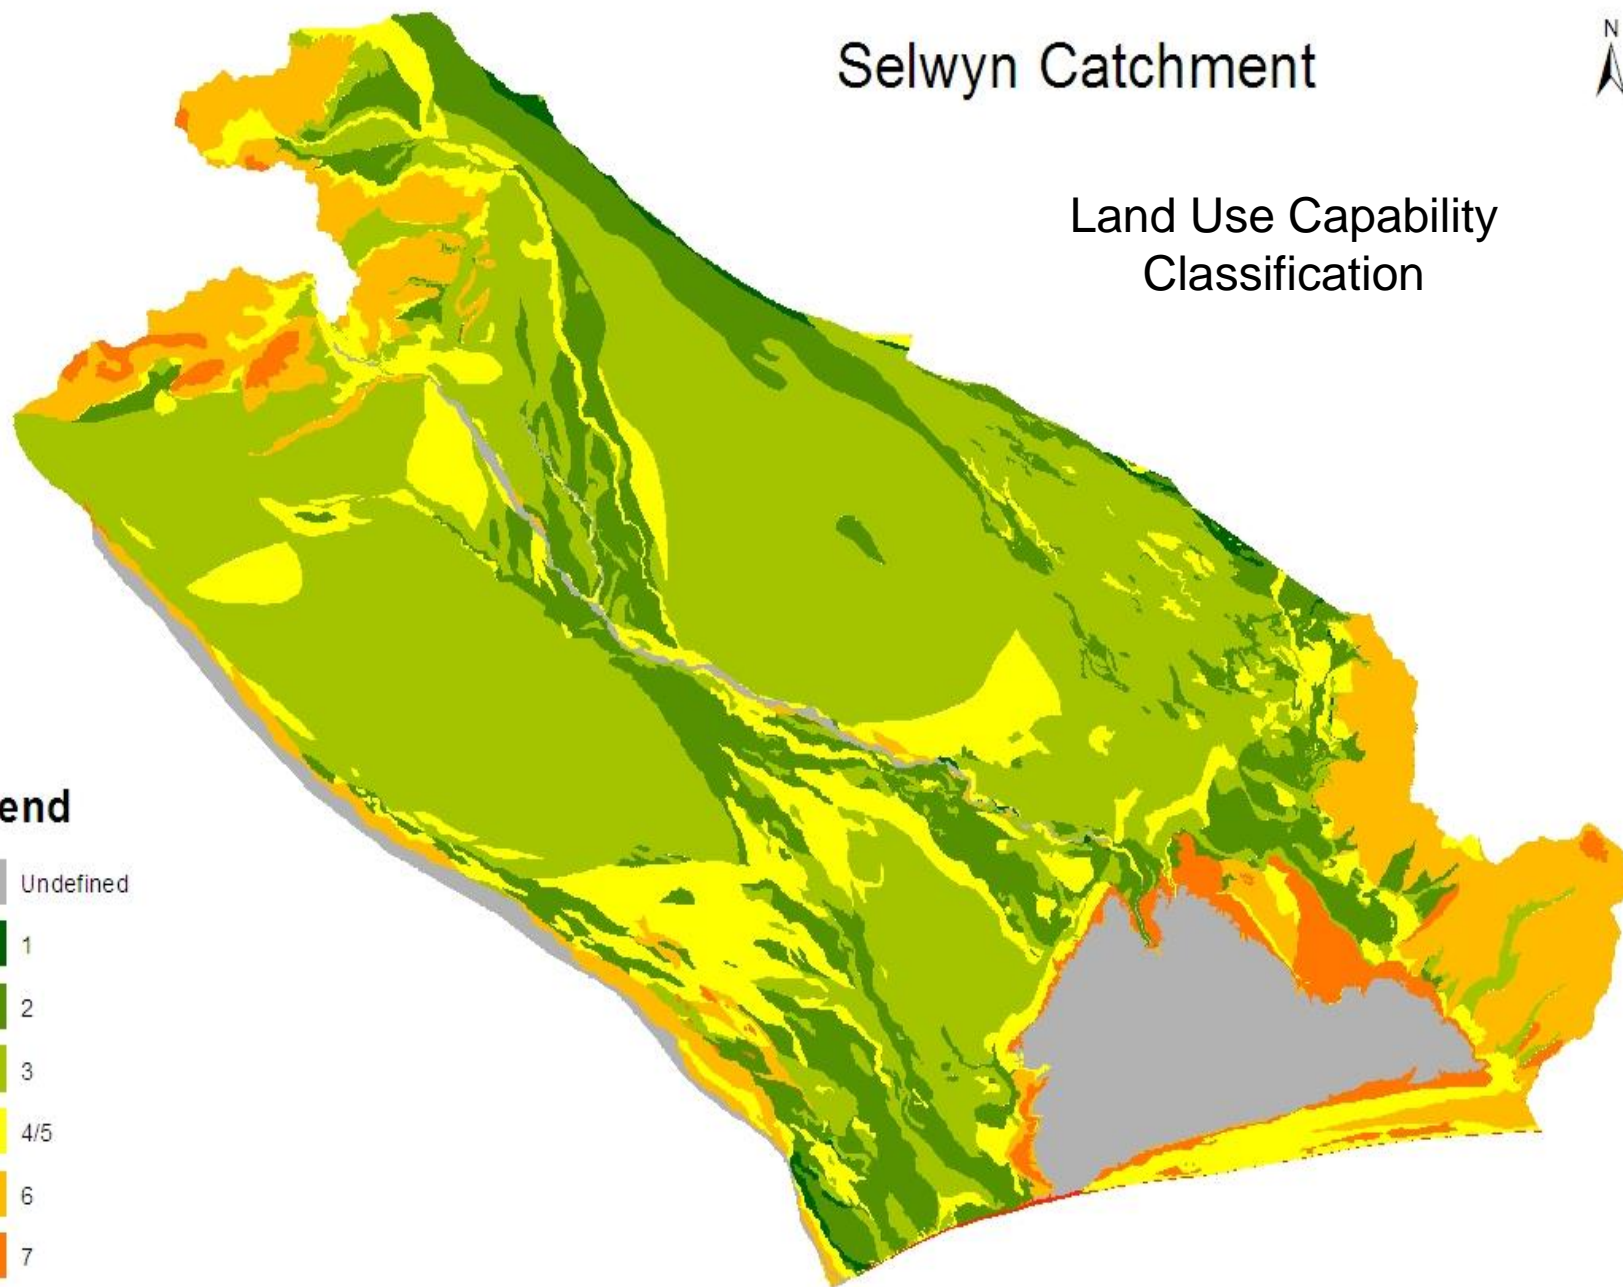 Selwyn Catchment
N
Land Use Capability
Classification
end
Undefined
1
2
3
4/5
6
7